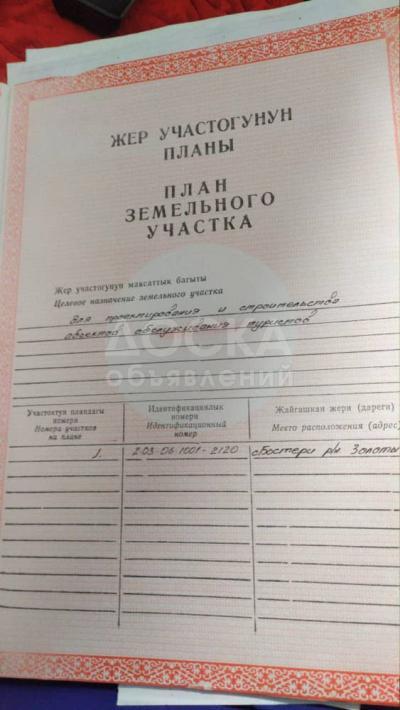 ЖЕР УЧАСТОГУНУН
ПЛАНЫ
ПЛАН
ЗЕМЕЛЬНОГО
УЧАСТКА
Жер участогунун максаттык багыты
Целевое назначение земельного участка
для проектирования и строительства
объектов обслуживания туристов
ДОСКА
объявлений
Участоктун пландагы
номери
Номера участков
на плане
Идентификациялык
номери
Идентификационный
номер
Жайгашкан жери (дареги)
Место расположения (адрес)
1. 2-03-06-1001-2120 с Бостери р/н Золоты